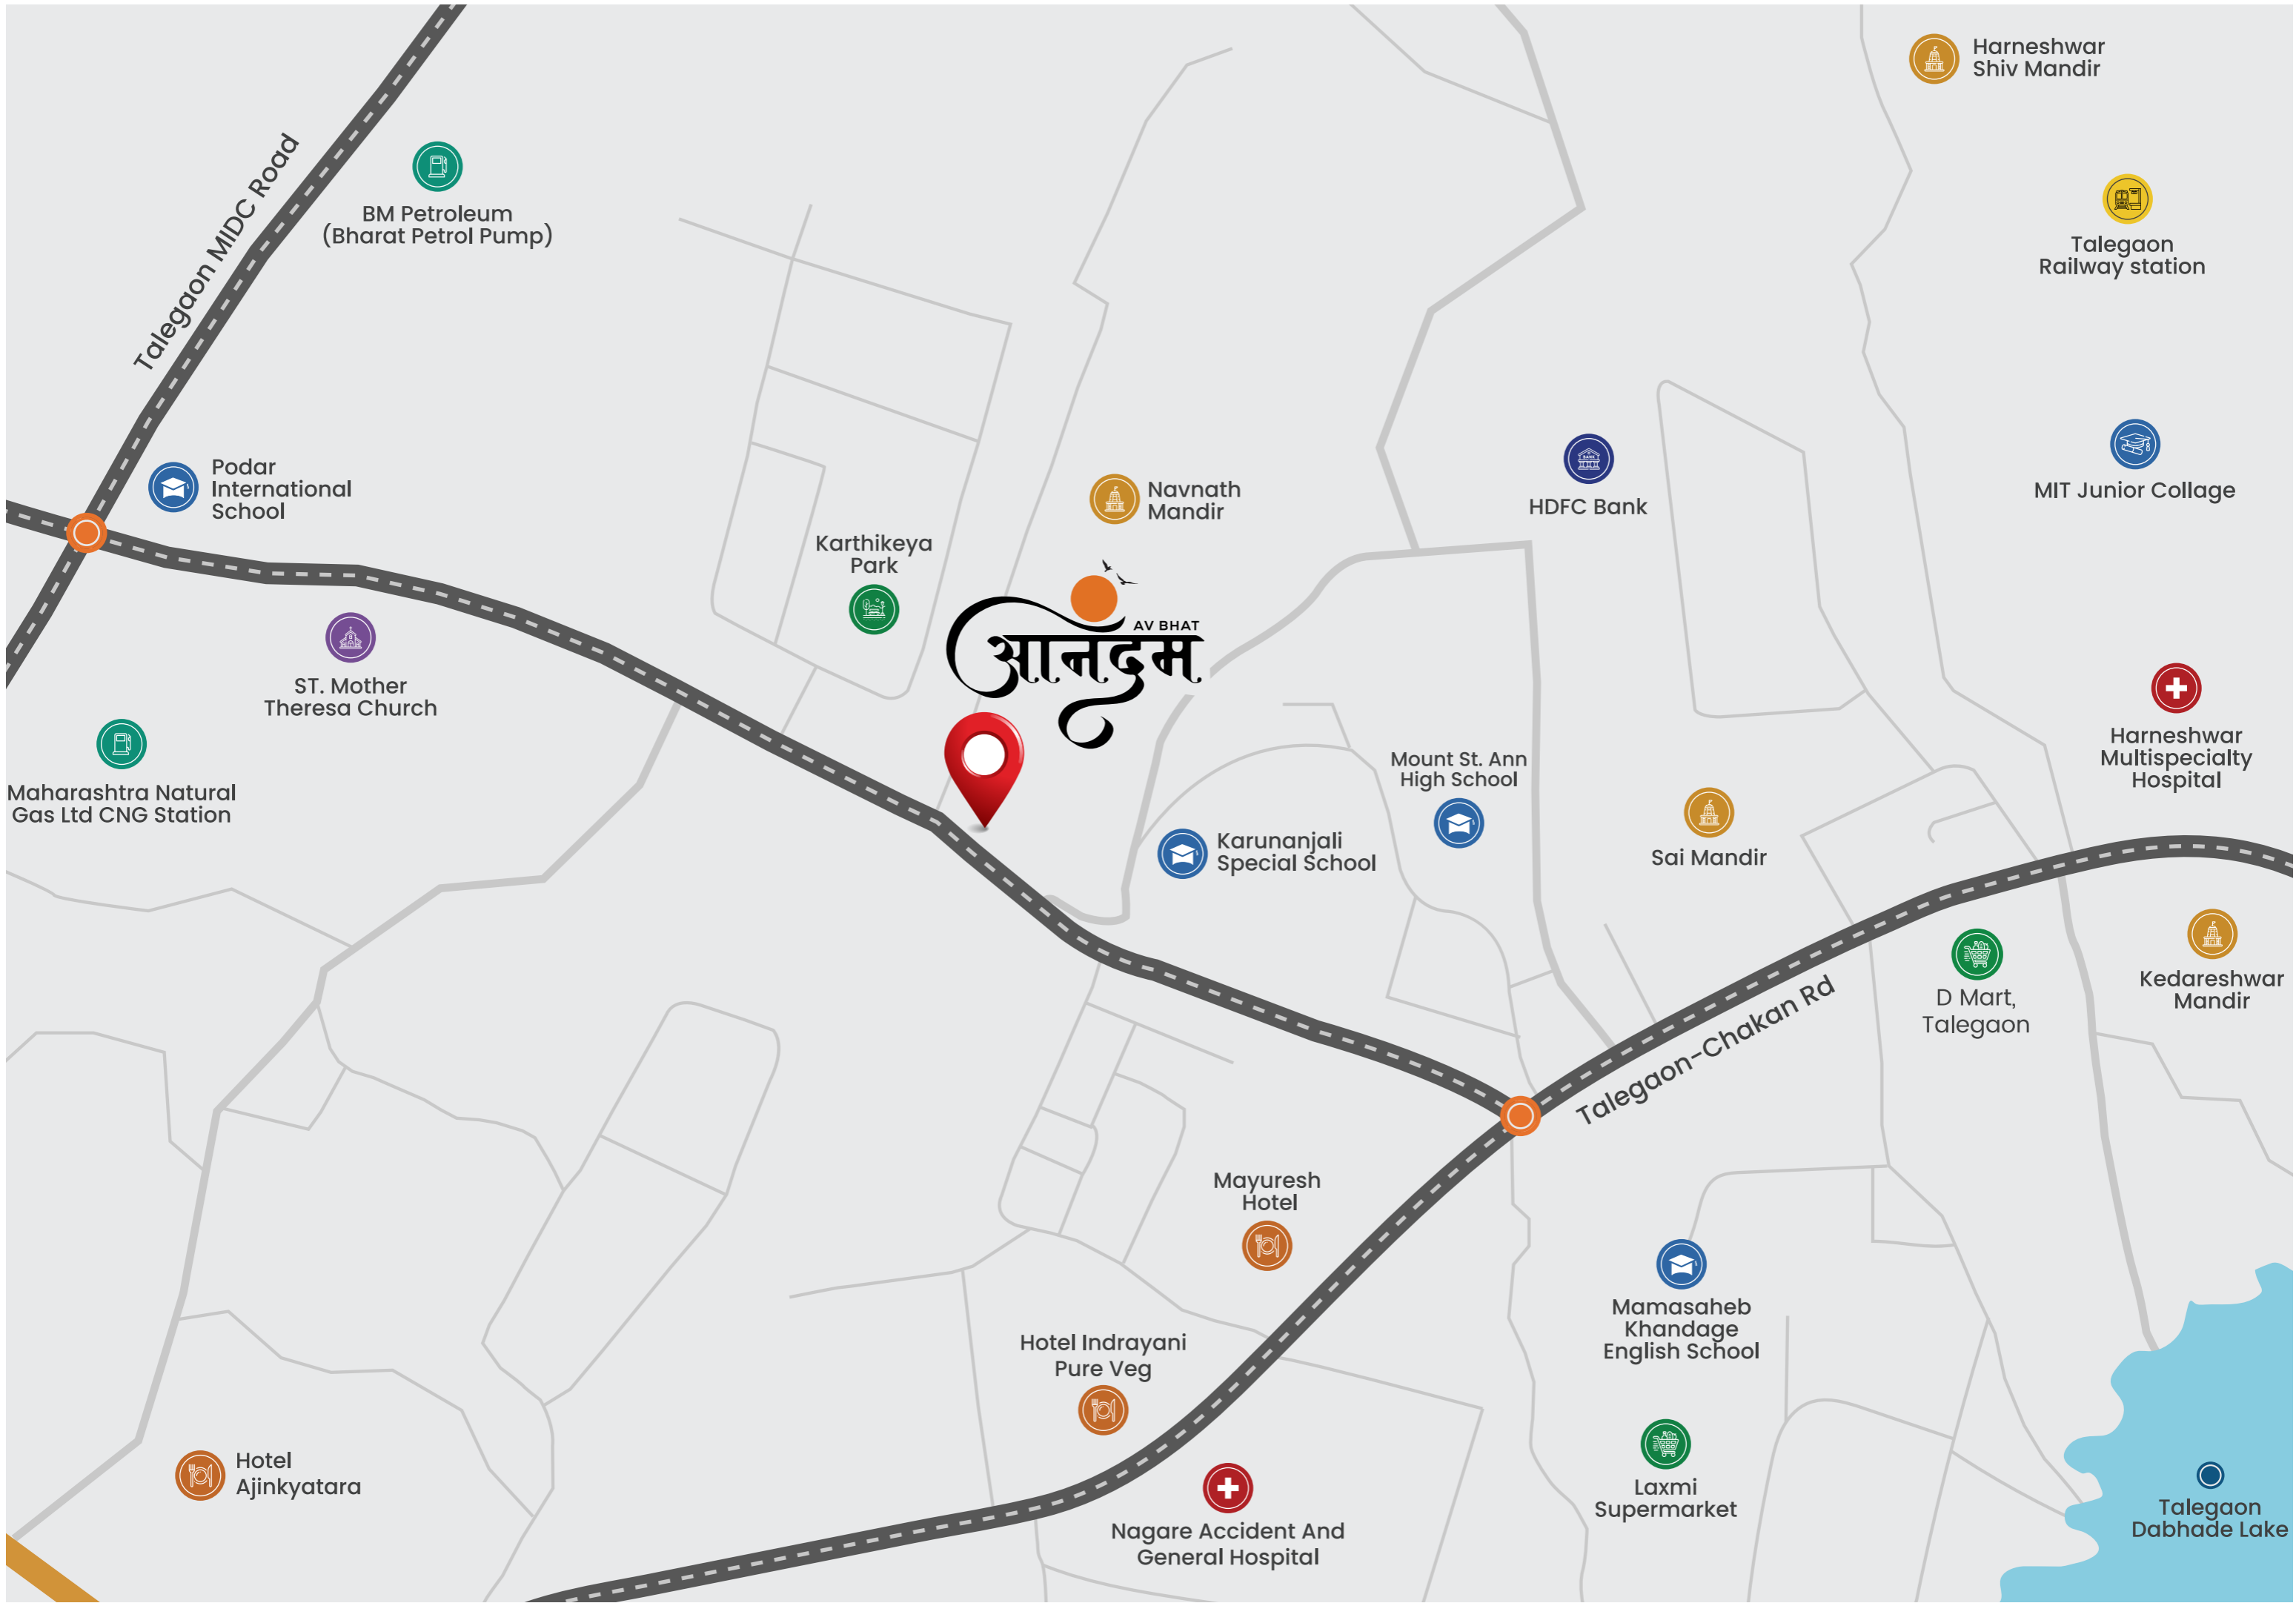 Harneshwar
Shiv Mandir
Talegaon MIDC Road
BM Petroleum
(Bharat Petrol Pump)
Talegaon
Railway station
Podar
International
School
Navnath
Mandir
HDFC Bank
MIT Junior Collage
Karthikeya
Park
AV BHAT
आनंदम
ST. Mother
Theresa Church
Maharashtra Natural
Gas Ltd CNG Station
Mount St. Ann
High School
Karunanjali
Special School
Sai Mandir
Harneshwar
Multispecialty
Hospital
D Mart,
Talegaon
Kedareshwar
Mandir
Talegaon-Chakan Rd
Mayuresh
Hotel
Mamasaheb
Khandage
English School
Hotel Indrayani
Pure Veg
Hotel
Ajinkyatara
Nagare Accident And
General Hospital
Laxmi
Supermarket
Talegaon
Dabhade Lake
BANK